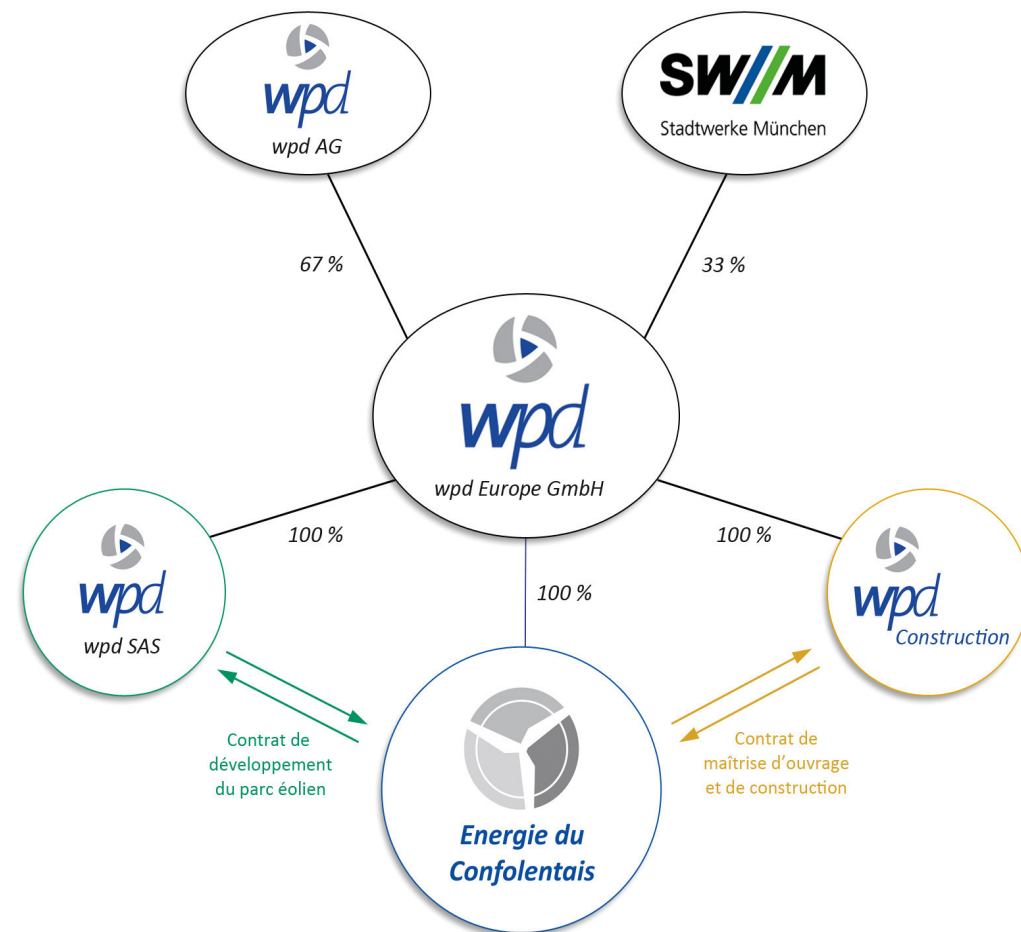 wpd
wpd AG
SW//M
Stadtwerke München
67 %
33 %
wpd
wpd Europe GmbH
100 %
100 %
100 %
wpd
wpd SAS
wpd
Construction
Contrat de
développement
du parc éolien
Contrat de
maîtrise d'ouvrage
et de construction
Energie du
Confolentais